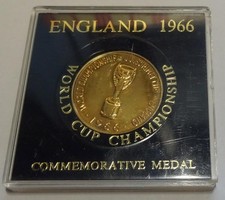 ENGLAND 1966
WORLD CUP CHAMPIONSHIP
COMMEMORATIVE MEDAL